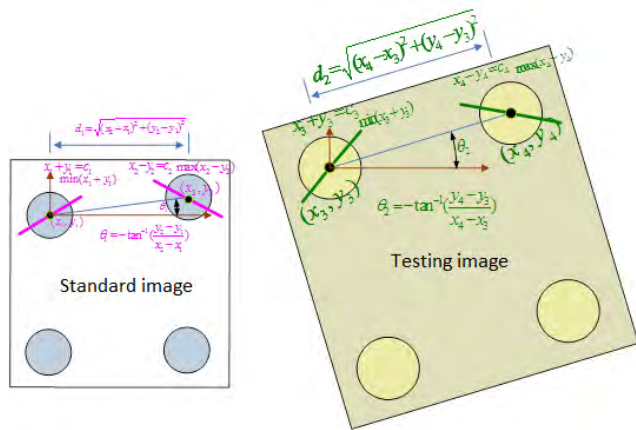 d₁=√(x₂−x₁)²+(y₂−y₁)²
x₁+y₁=c₁
min(x₁+y₁)
x₂−y₂=c₂ max(x₂−y₂)
(x₂,y₂)
(x₁,y₁)
θ₁
θ₁=−tan⁻¹(y₂−y₁/x₂−x₁)
Standard image
d₂=√(x₄−x₃)²+(y₄−y₃)²
x₃+y₃=c₃
min(x₃+y₃)
x₄−y₄=c₄ max(x₄−y₄)
(x₄,y₄)
θ₂
(x₃,y₃)
θ₂=−tan⁻¹(y₄−y₃/x₄−x₃)
Testing image